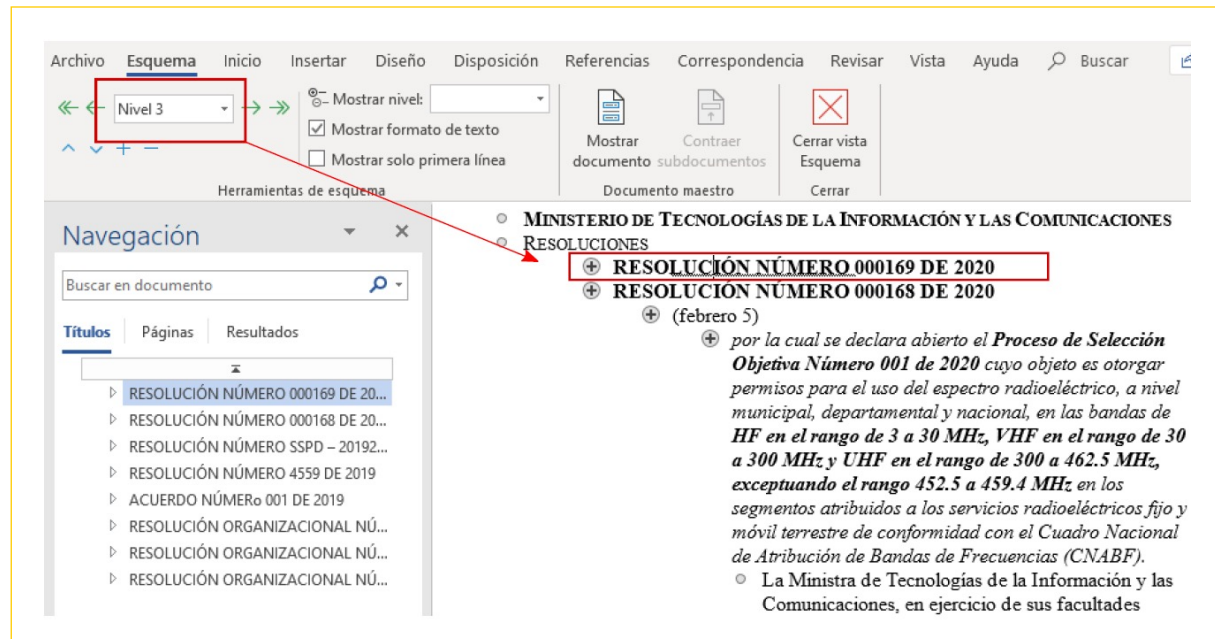 Archivo Esquema Inicio Insertar Diseño Disposición Referencias Correspondencia Revisar Vista Ayuda Buscar
Nivel 3
Mostrar nivel:
Mostrar formato de texto
Mostrar solo primera línea
Herramientas de esquema
Mostrar documento
Contraer subdocumentos
Documento maestro
Cerrar vista Esquema
Cerrar
Navegación
Buscar en documento
Títulos Páginas Resultados
RESOLUCIÓN NÚMERO 000169 DE 20...
RESOLUCIÓN NÚMERO 000168 DE 20...
RESOLUCIÓN NÚMERO SSPD – 20192...
RESOLUCIÓN NÚMERO 4559 DE 2019
ACUERDO NÚMERo 001 DE 2019
RESOLUCIÓN ORGANIZACIONAL NÚ...
RESOLUCIÓN ORGANIZACIONAL NÚ...
RESOLUCIÓN ORGANIZACIONAL NÚ...
MINISTERIO DE TECNOLOGÍAS DE LA INFORMACIÓN Y LAS COMUNICACIONES
RESOLUCIONES
RESOLUCIÓN NÚMERO 000169 DE 2020
RESOLUCIÓN NÚMERO 000168 DE 2020
(febrero 5)
por la cual se declara abierto el Proceso de Selección
Objetiva Número 001 de 2020 cuyo objeto es otorgar
permisos para el uso del espectro radioeléctrico, a nivel
municipal, departamental y nacional, en las bandas de
HF en el rango de 3 a 30 MHz, VHF en el rango de 30
a 300 MHz y UHF en el rango de 300 a 462.5 MHz,
exceptuando el rango 452.5 a 459.4 MHz en los
segmentos atribuidos a los servicios radioeléctricos fijo y
móvil terrestre de conformidad con el Cuadro Nacional
de Atribución de Bandas de Frecuencias (CNABF).
La Ministra de Tecnologías de la Información y las
Comunicaciones, en ejercicio de sus facultades